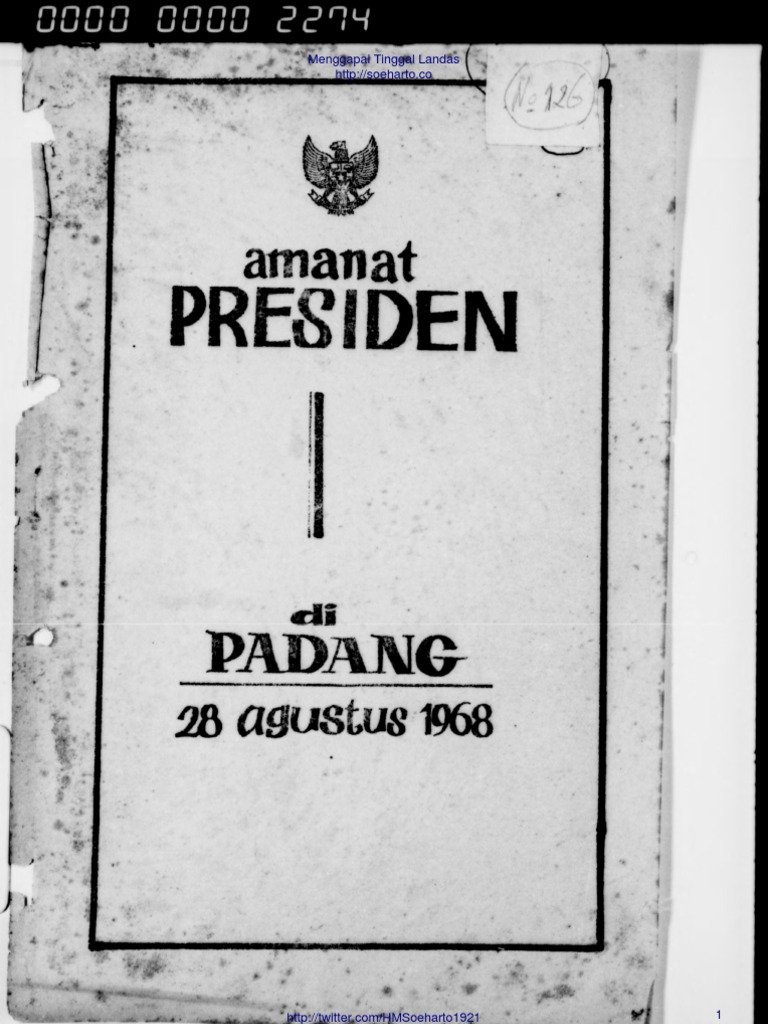 0000 0000 2274
Menggapai Tinggal Landas
http://soeharto.co
No 126
amanat
PRESIDEN
di
PADANG
28 agustus 1968
http://twitter.com/HMSoeharto1921
1